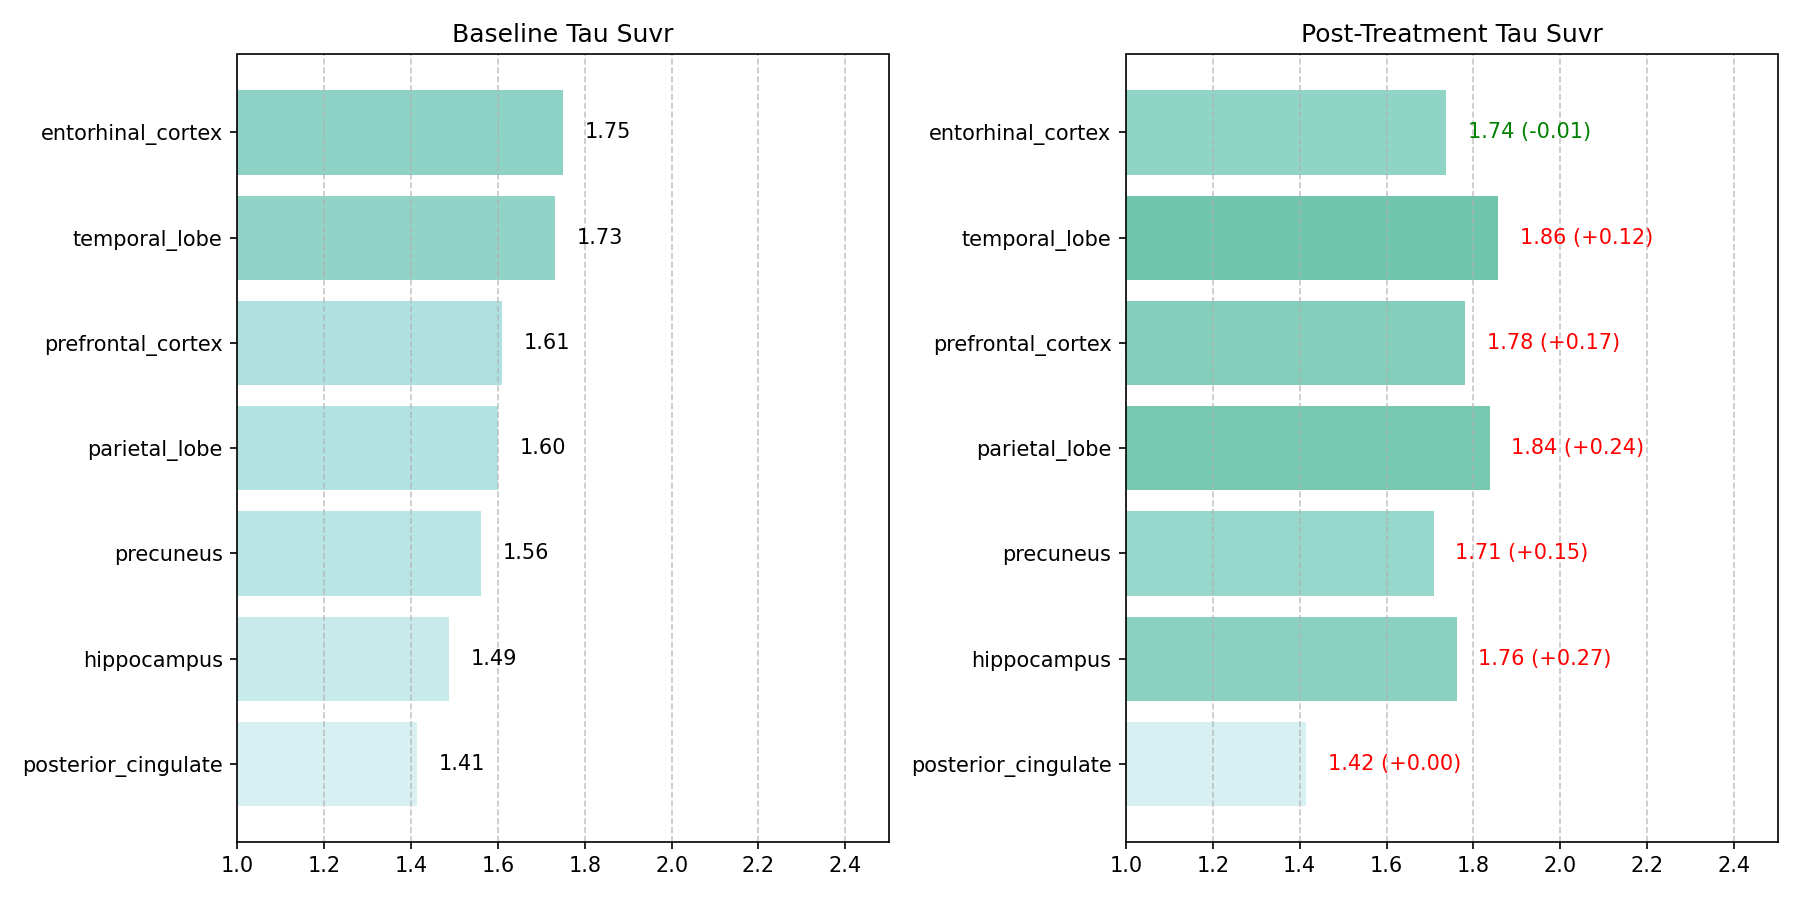 Baseline Tau Suvr
entorhinal_cortex
1.75
temporal_lobe
1.73
prefrontal_cortex
1.61
parietal_lobe
1.60
precuneus
1.56
hippocampus
1.49
posterior_cingulate
1.41
1.0 1.2 1.4 1.6 1.8 2.0 2.2 2.4
Post-Treatment Tau Suvr
entorhinal_cortex
1.74 (-0.01)
temporal_lobe
1.86 (+0.12)
prefrontal_cortex
1.78 (+0.17)
parietal_lobe
1.84 (+0.24)
precuneus
1.71 (+0.15)
hippocampus
1.76 (+0.27)
posterior_cingulate
1.42 (+0.00)
1.0 1.2 1.4 1.6 1.8 2.0 2.2 2.4